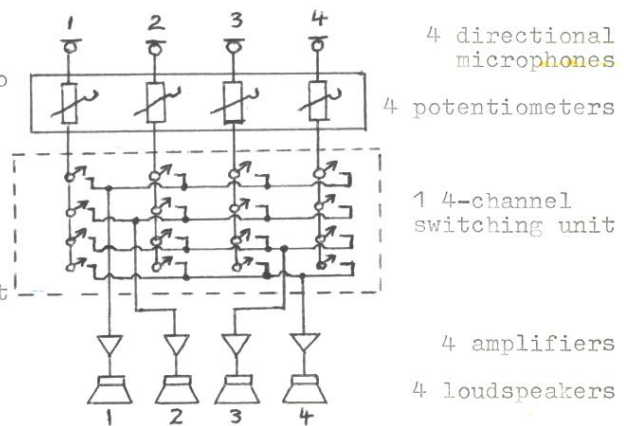 1 2 3 4
4 directional
microphones
4 potentiometers
1 4-channel
switching unit
4 amplifiers
4 loudspeakers
1 2 3 4